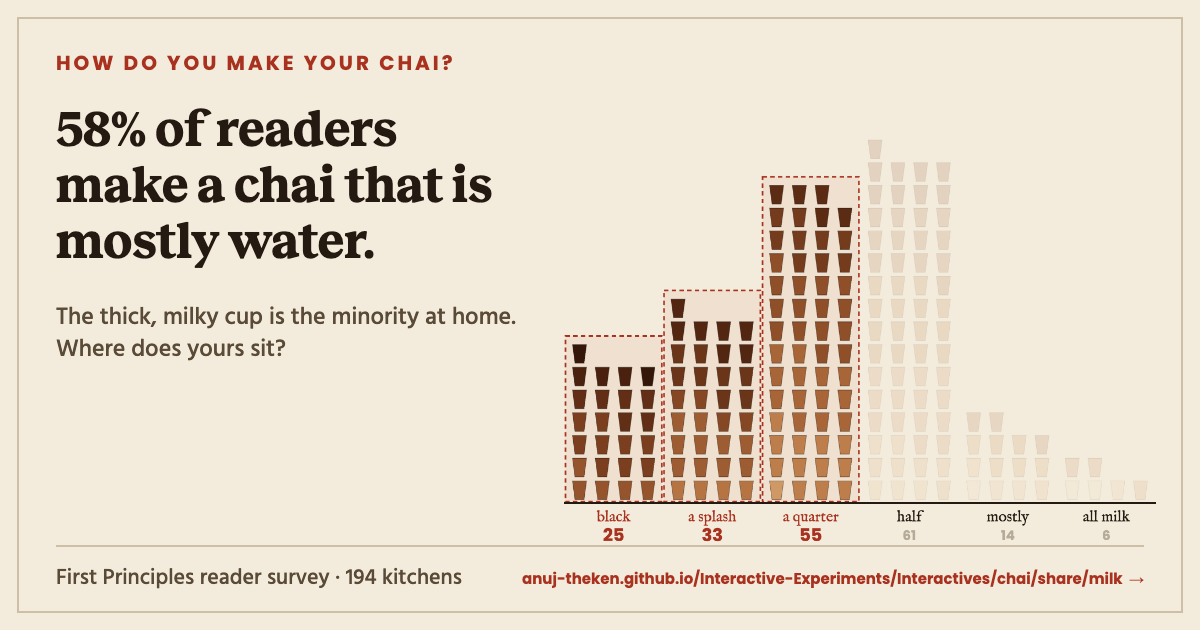 HOW DO YOU MAKE YOUR CHAI?
58% of readers
make a chai that is
mostly water.
The thick, milky cup is the minority at home.
Where does yours sit?
black a splash a quarter half mostly all milk
25 33 55 61 14 6
First Principles reader survey · 194 kitchens
anuj-theken.github.io/Interactive-Experiments/Interactives/chai/share/milk →